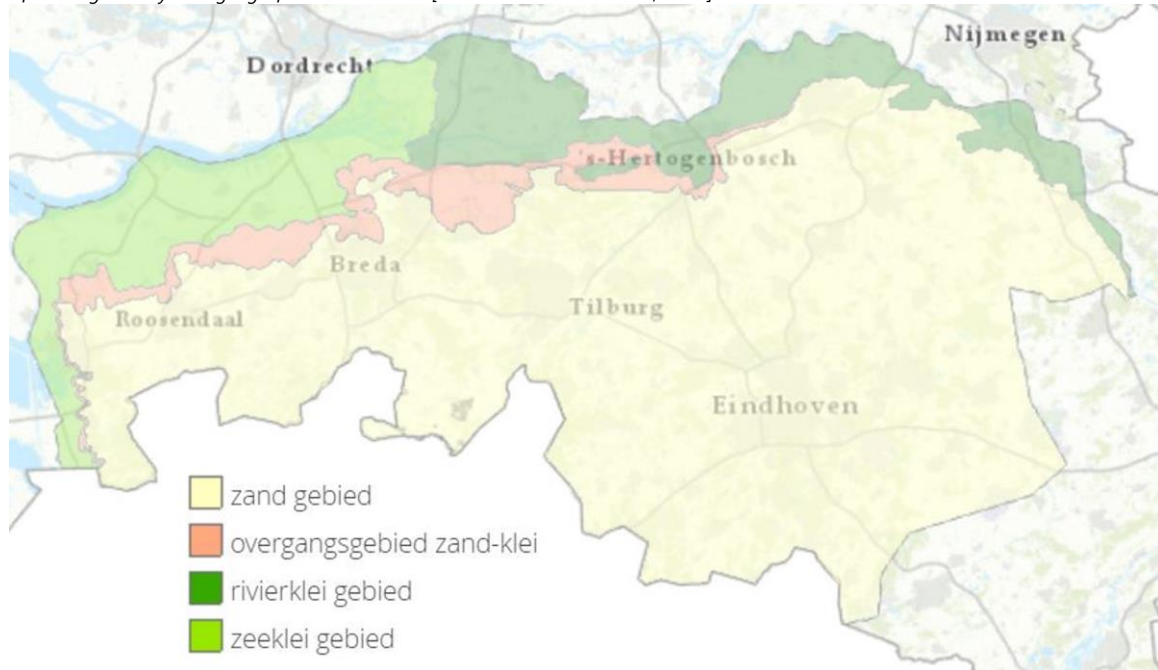 Nijmegen
Dordrecht
's-Hertogenbosch
Breda
Tilburg
Roosendaal
Eindhoven
zand gebied
overgangsgebied zand-klei
rivierklei gebied
zeeklei gebied